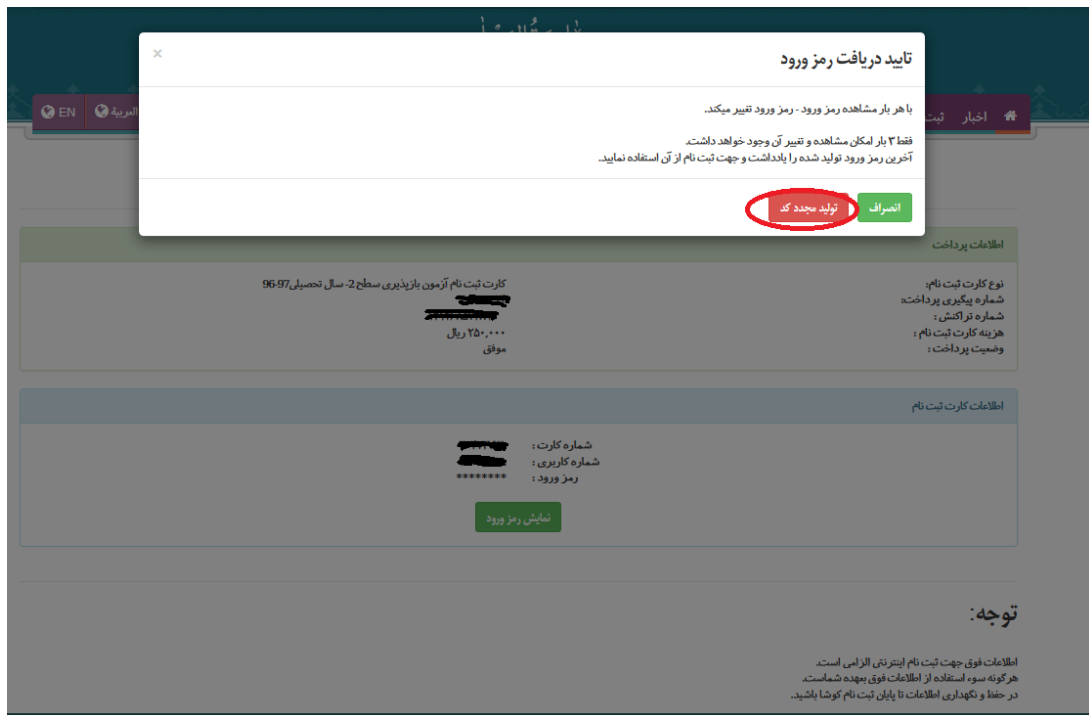 تایید دریافت رمز ورود
×
با هر بار مشاهده رمز ورود - رمز ورود تغییر میکند.
فقط ۳ بار امکان مشاهده و تغییر آن وجود خواهد داشت.
آخرین رمز ورود تولید شده را یادداشت و جهت ثبت نام از آن استفاده نمایید.
انصراف
تولید مجدد کد
اخبار ثبت
العربیة
EN
اطلاعات پرداخت
نوع کارت ثبت نام: کارت ثبت نام آزمون بازپذیری سطح 2- سال تحصیلی97-96
شماره پیگیری پرداخت:
شماره تراکنش :
هزینه کارت ثبت نام : ۲۵۰,۰۰۰ ریال
وضعیت پرداخت : موفق
اطلاعات کارت ثبت نام
شماره کارت :
شماره کاربری :
رمز ورود : ********
نمایش رمز ورود
توجه:
اطلاعات فوق جهت ثبت نام اینترنتی الزامی است.
هرگونه سوء استفاده از اطلاعات فوق بعهده شماست.
در حفظ و نگهداری اطلاعات تا پایان ثبت نام کوشا باشید.